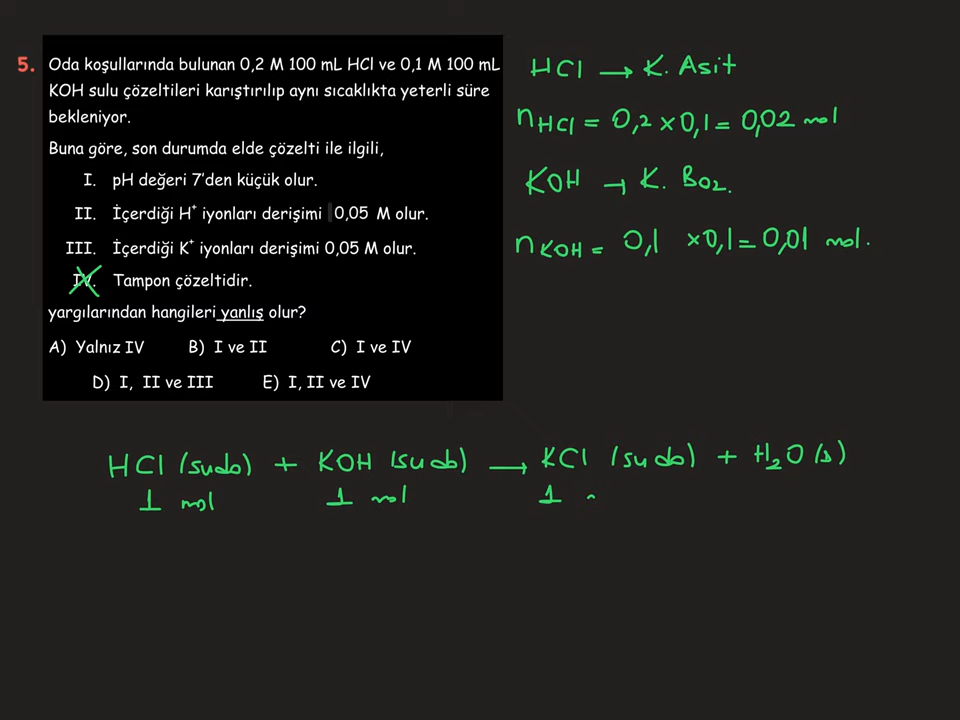 5. Oda koşullarında bulunan 0,2 M 100 mL HCl ve 0,1 M 100 mL
KOH sulu çözeltileri karıştırılıp aynı sıcaklıkta yeterli süre
bekleniyor.
Buna göre, son durumda elde çözelti ile ilgili,
I. pH değeri 7'den küçük olur.
II. İçerdiği H⁺ iyonları derişimi 0,05 M olur.
III. İçerdiği K⁺ iyonları derişimi 0,05 M olur.
IV. Tampon çözeltidir.
yargılarından hangileri yanlış olur?
A) Yalnız IV B) I ve II C) I ve IV
D) I, II ve III E) I, II ve IV
HCl → K. Asit
nHCl = 0,2 x 0,1 = 0,02 mol
KOH → K. Baz.
nKOH = 0,1 x 0,1 = 0,01 mol.
HCl (suda) + KOH (suda) → KCl (suda) + H₂O (s)
1 mol 1 mol 1